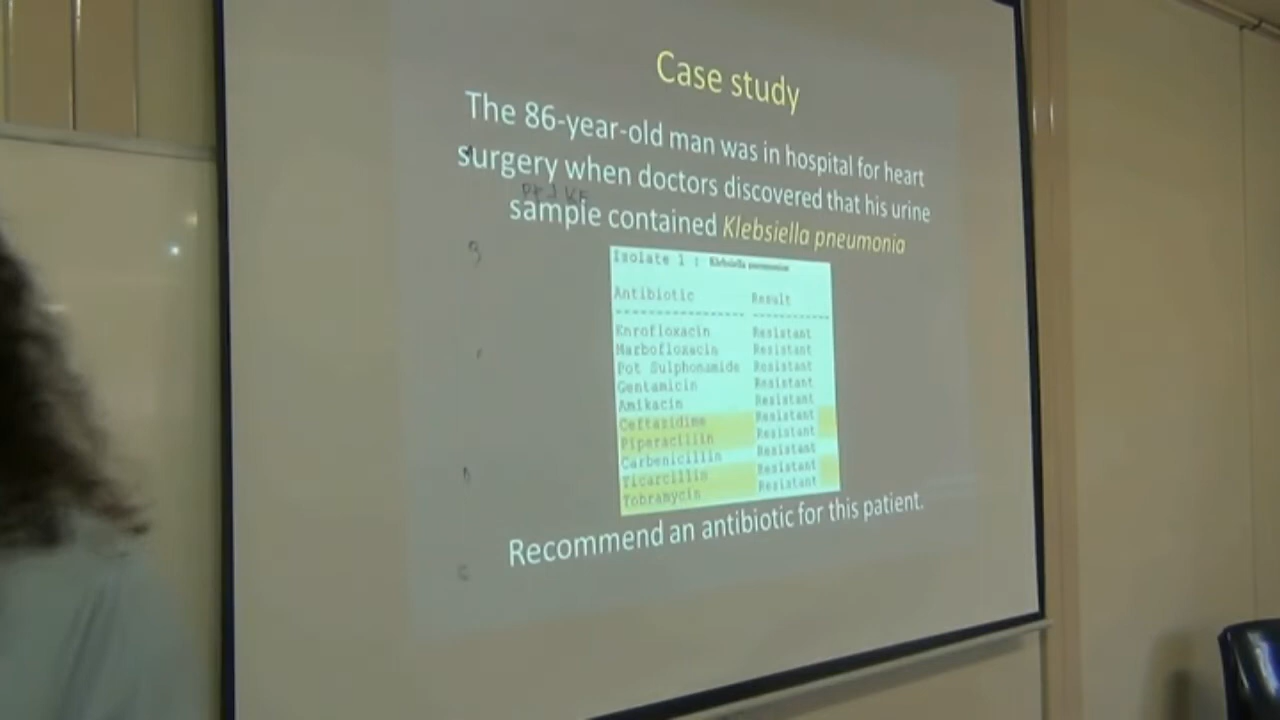 Case study
The 86-year-old man was in hospital for heart
surgery when doctors discovered that his urine
sample contained Klebsiella pneumonia
Isolate 1 : Klebsiella pneumoniae
Antibiotic Result
Enrofloxacin Resistant
Marbofloxacin Resistant
Pot Sulphonamide Resistant
Gentamicin Resistant
Amikacin Resistant
Ceftazidime Resistant
Piperacillin Resistant
Carbenicillin Resistant
Ticarcillin Resistant
Tobramycin Resistant
Recommend an antibiotic for this patient.